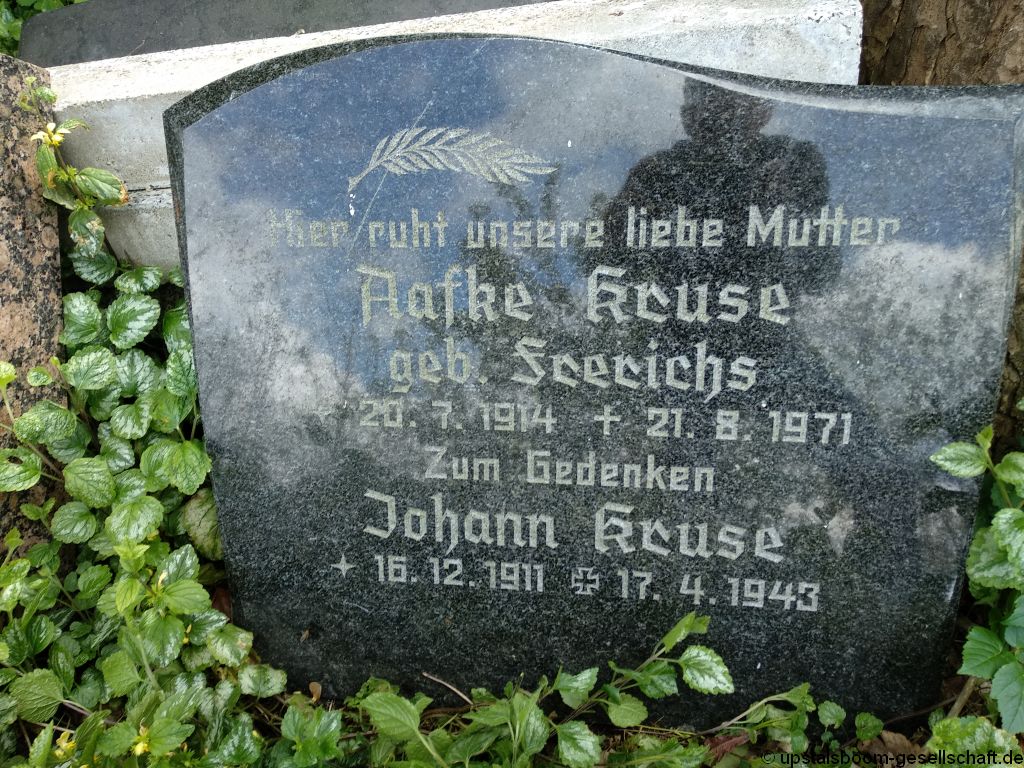 Hier ruht unsere liebe Mutter
Aafke Kruse
geb. Freerichs
* 20. 7. 1914 + 21. 8. 1971
Zum Gedenken
Johann Kruse
* 16. 12. 1911 ✠ 17. 4. 1943
© upstalsboom-gesellschaft.de